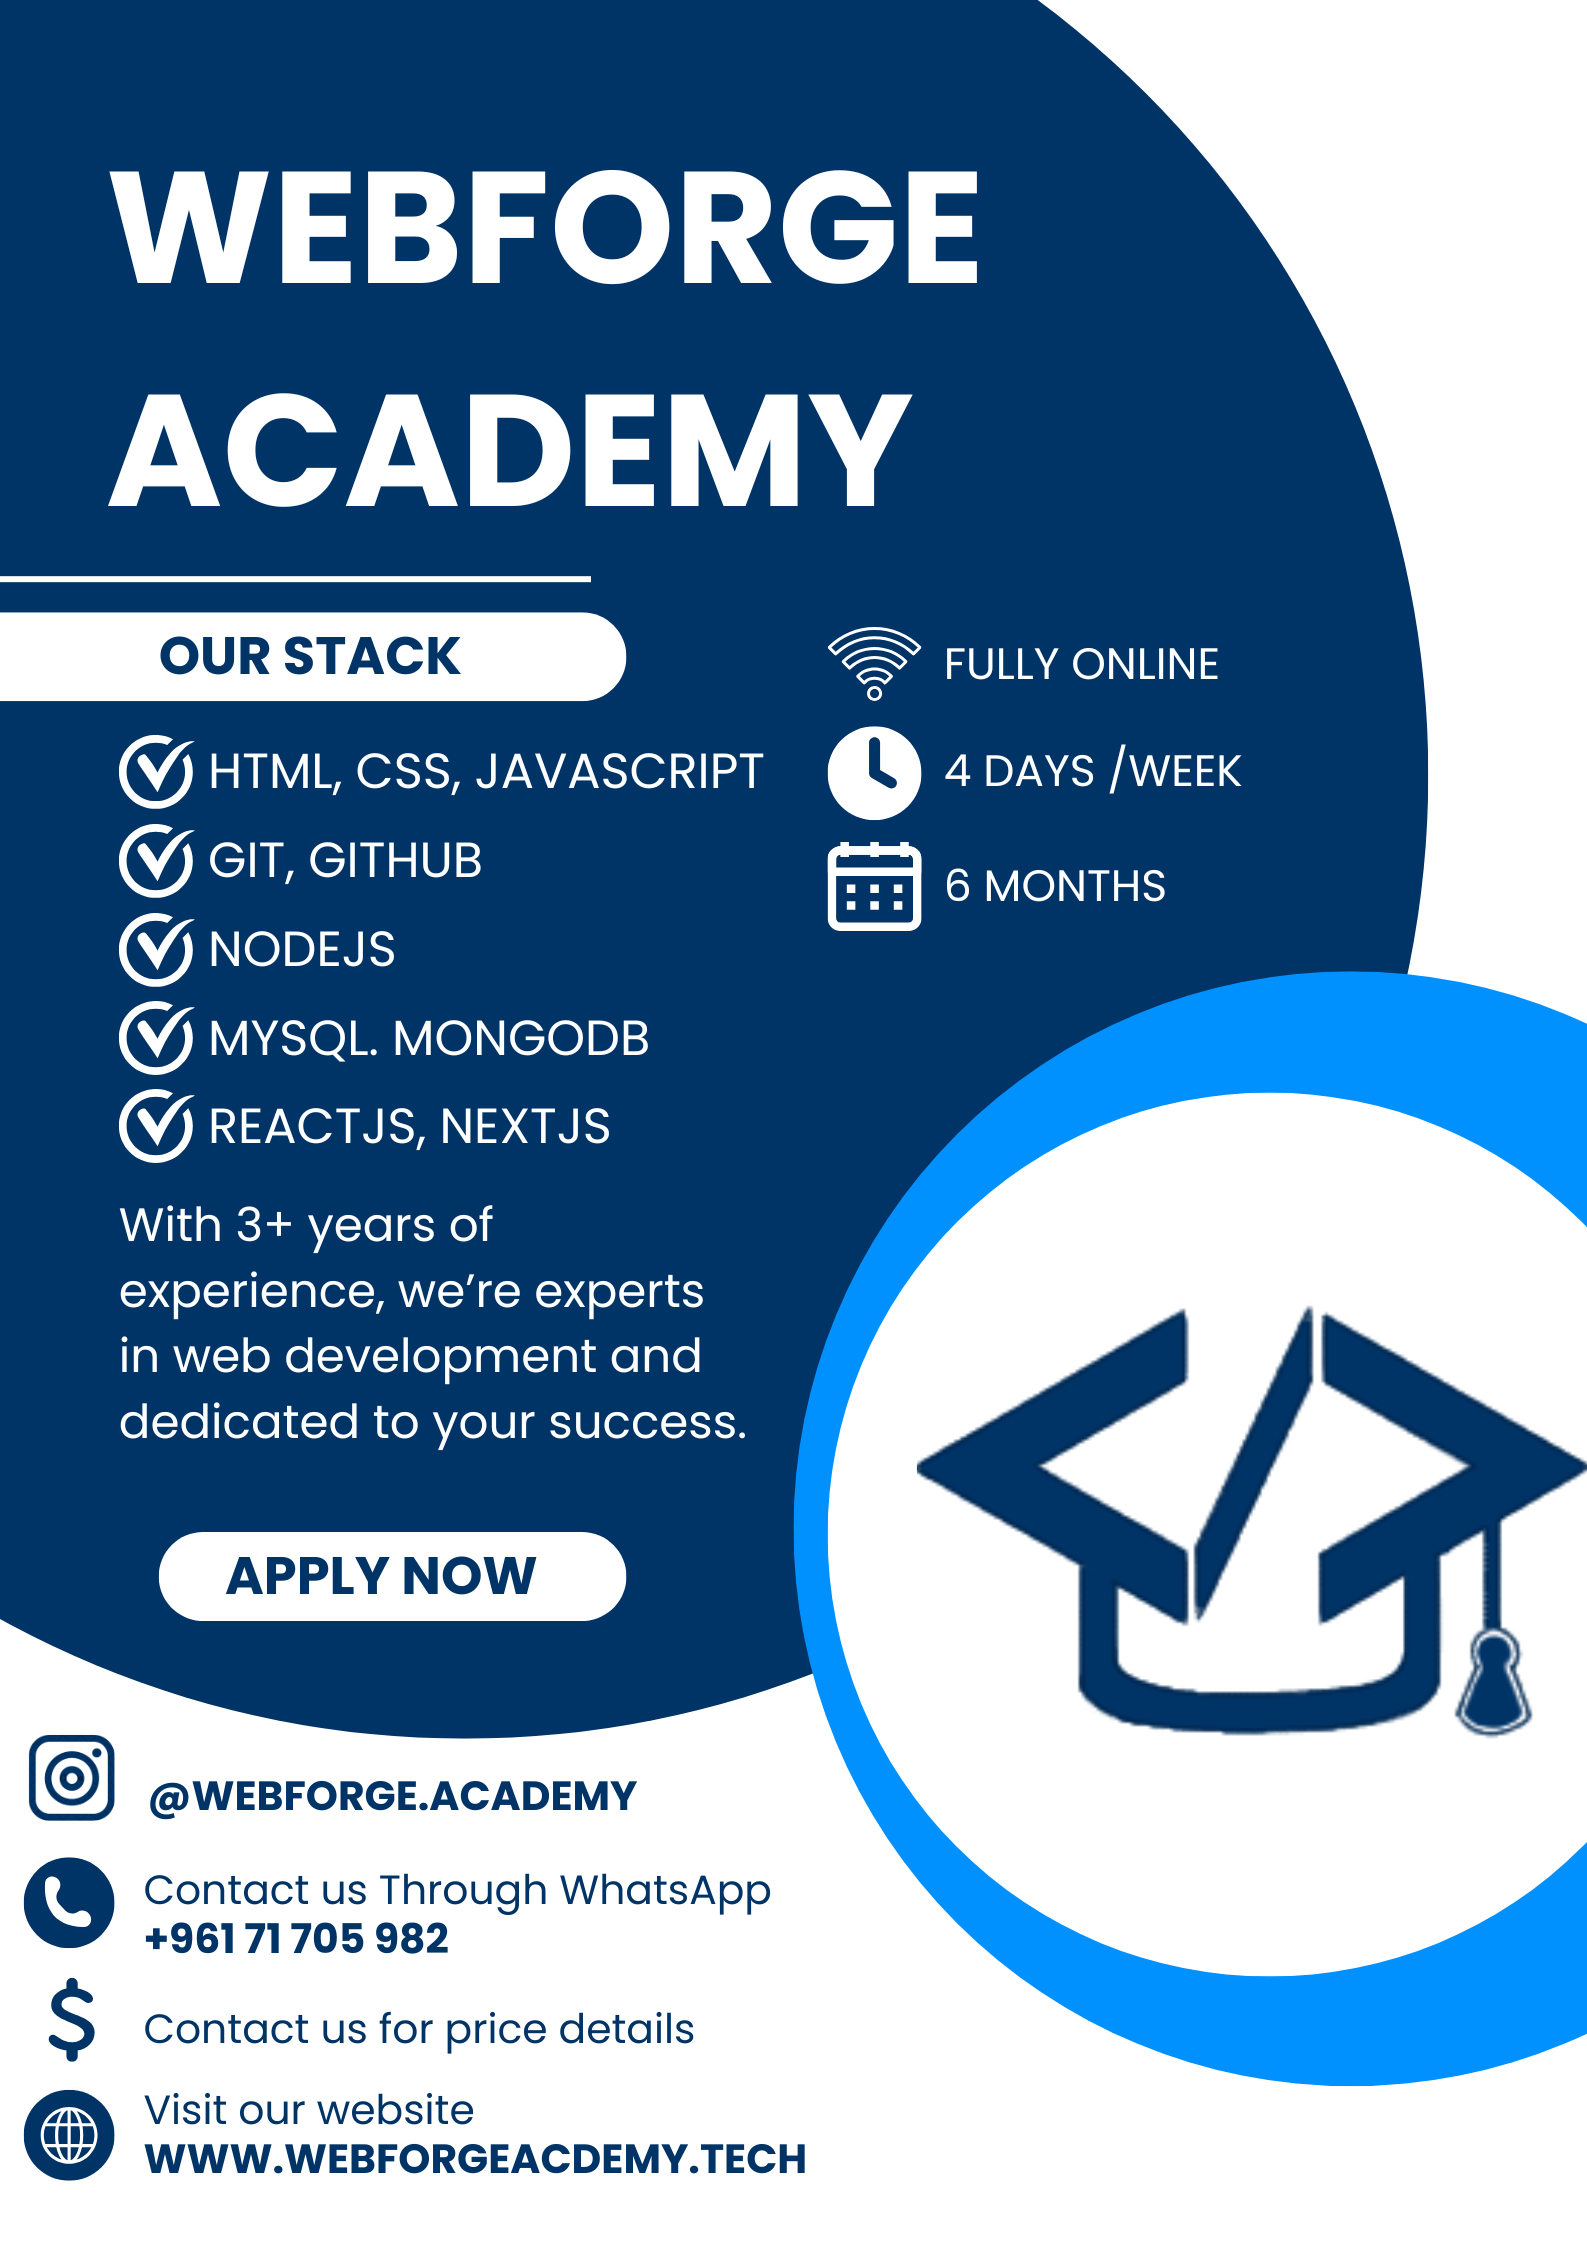 WEBFORGE
ACADEMY
OUR STACK
HTML, CSS, JAVASCRIPT
GIT, GITHUB
NODEJS
MYSQL. MONGODB
REACTJS, NEXTJS
FULLY ONLINE
4 DAYS /WEEK
6 MONTHS
With 3+ years of
experience, we’re experts
in web development and
dedicated to your success.
APPLY NOW
@WEBFORGE.ACADEMY
Contact us Through WhatsApp
+961 71 705 982
Contact us for price details
Visit our website
WWW.WEBFORGEACDEMY.TECH